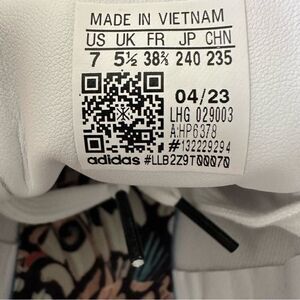 MADE IN VIETNAM
US UK FR JP CHN
7 5½ 38⅔ 240 235
04/23
LHG 029003
A:HP6378
#132229294
adidas #LLB2Z9T00070